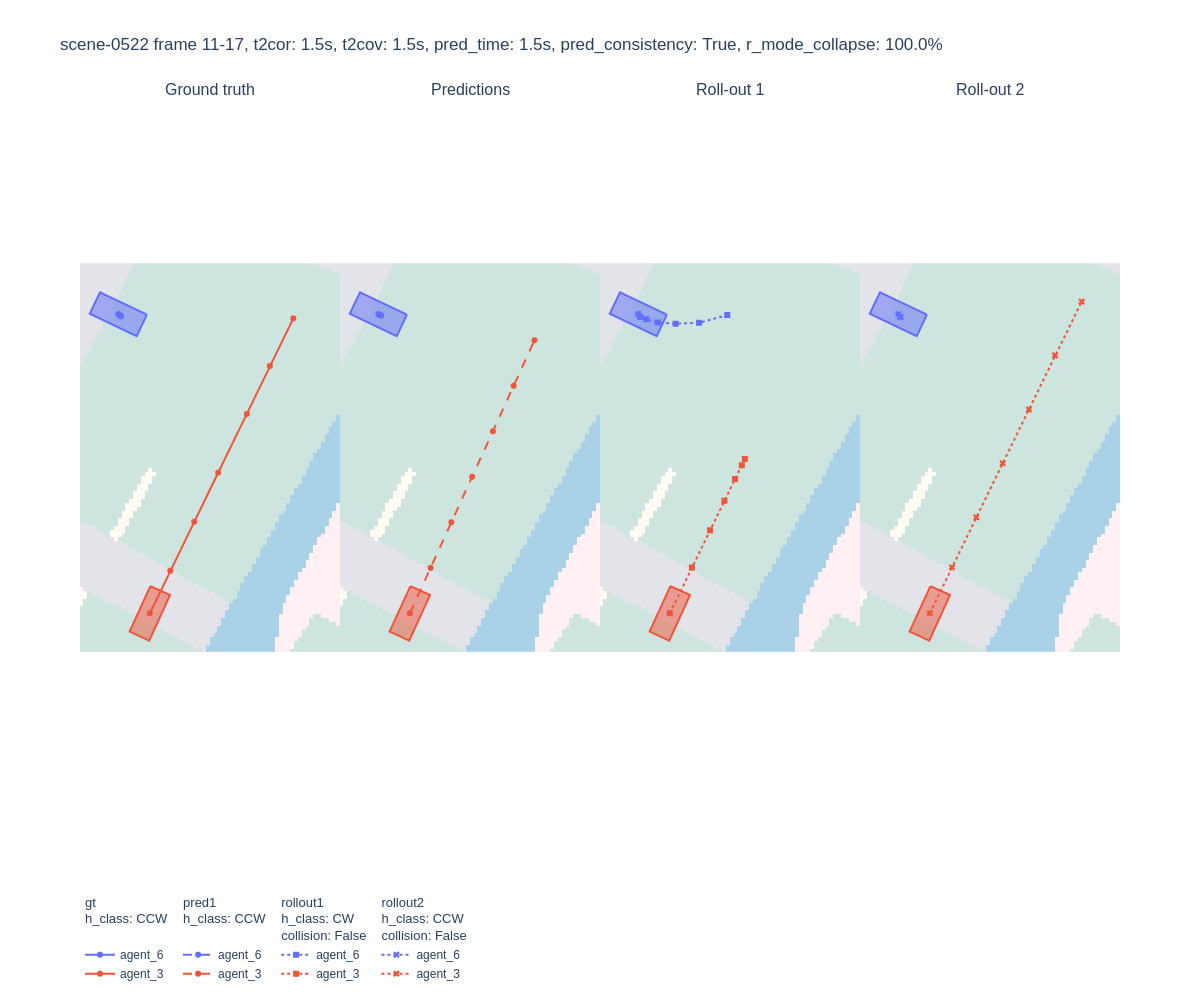 scene-0522 frame 11-17, t2cor: 1.5s, t2cov: 1.5s, pred_time: 1.5s, pred_consistency: True, r_mode_collapse: 100.0%
Ground truth
Predictions
Roll-out 1
Roll-out 2
gt
h_class: CCW
agent_6
agent_3
pred1
h_class: CCW
agent_6
agent_3
rollout1
h_class: CW
collision: False
agent_6
agent_3
rollout2
h_class: CCW
collision: False
agent_6
agent_3